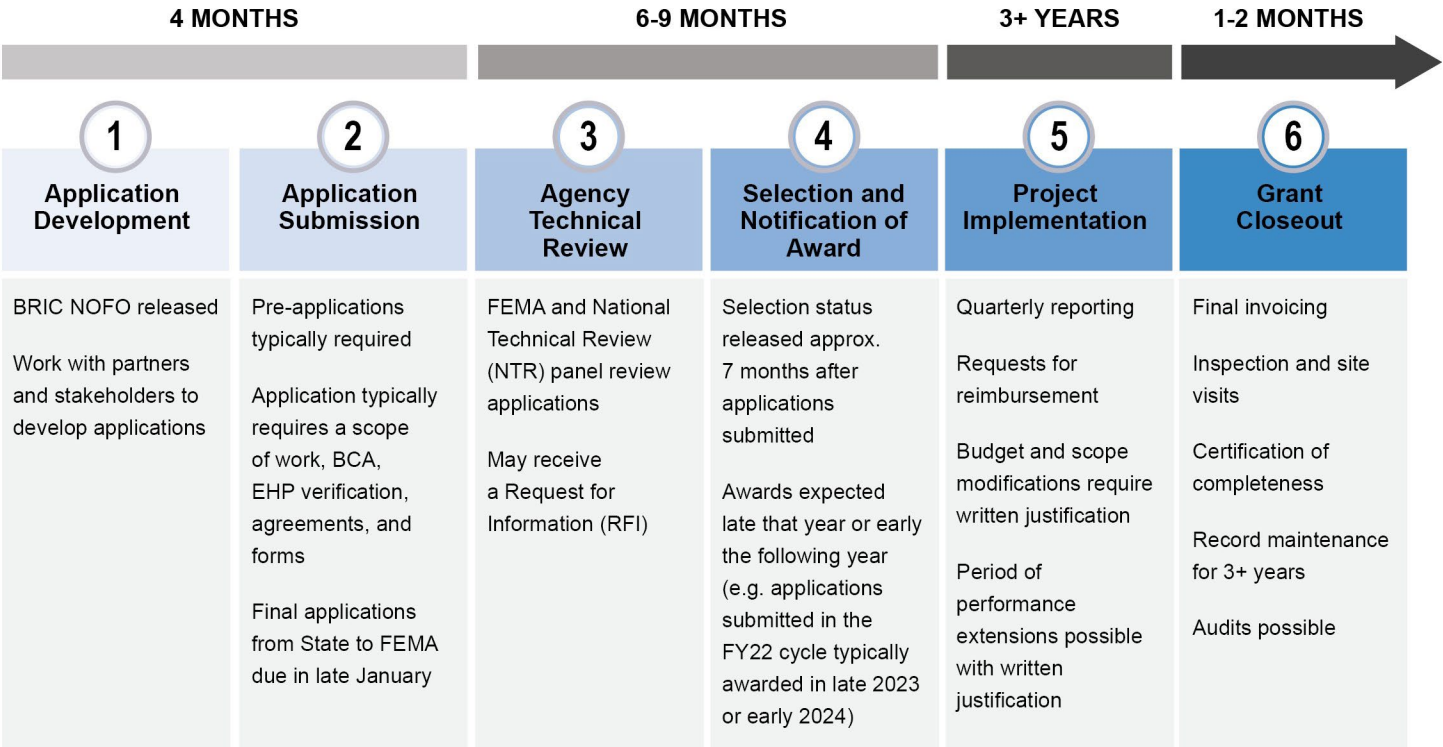 4 MONTHS
6-9 MONTHS
3+ YEARS
1-2 MONTHS
1
Application
Development
BRIC NOFO released
Work with partners
and stakeholders to
develop applications
2
Application
Submission
Pre-applications
typically required
Application typically
requires a scope
of work, BCA,
EHP verification,
agreements, and
forms
Final applications
from State to FEMA
due in late January
3
Agency
Technical
Review
FEMA and National
Technical Review
(NTR) panel review
applications
May receive
a Request for
Information (RFI)
4
Selection and
Notification of
Award
Selection status
released approx.
7 months after
applications
submitted
Awards expected
late that year or early
the following year
(e.g. applications
submitted in the
FY22 cycle typically
awarded in late 2023
or early 2024)
5
Project
Implementation
Quarterly reporting
Requests for
reimbursement
Budget and scope
modifications require
written justification
Period of
performance
extensions possible
with written
justification
6
Grant
Closeout
Final invoicing
Inspection and site
visits
Certification of
completeness
Record maintenance
for 3+ years
Audits possible